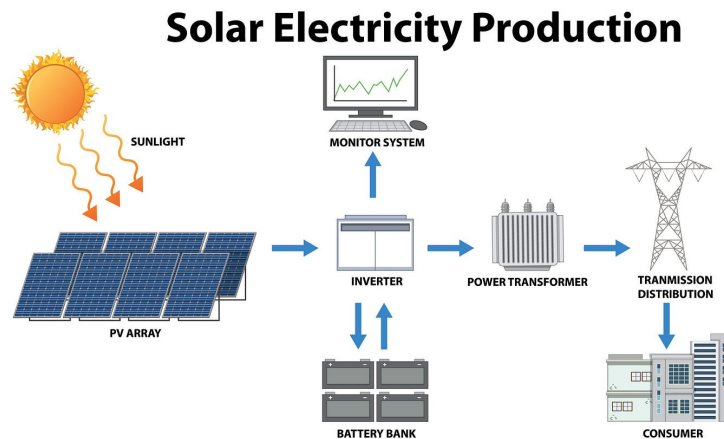 Solar Electricity Production
SUNLIGHT
MONITOR SYSTEM
PV ARRAY
INVERTER
POWER TRANSFORMER
TRANMISSION
DISTRIBUTION
BATTERY BANK
CONSUMER